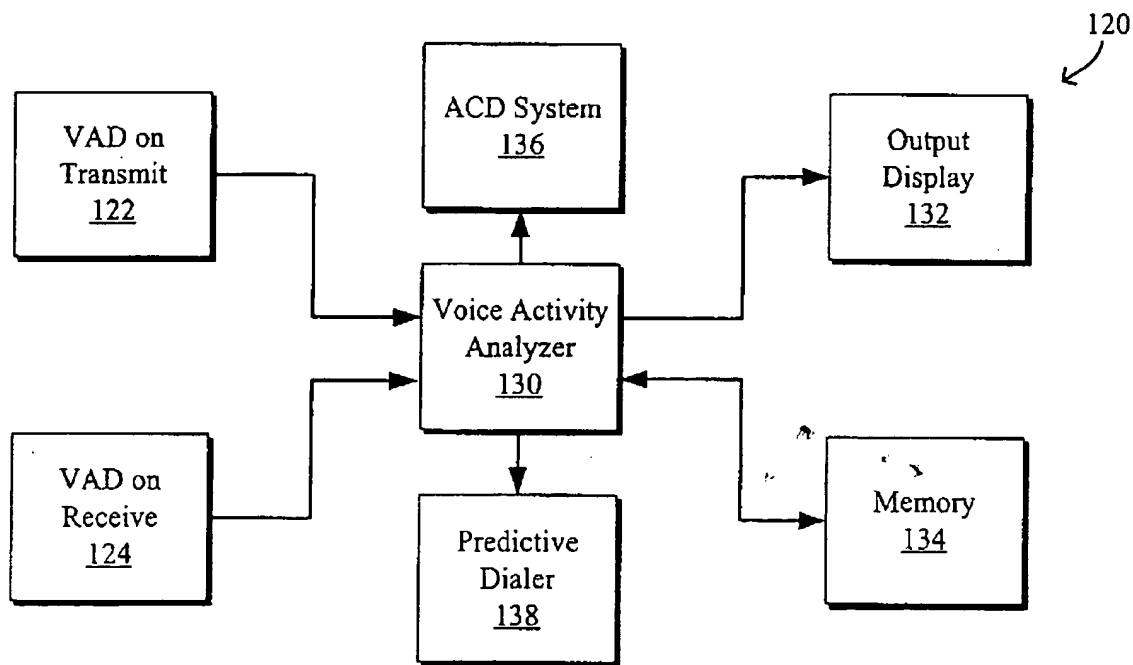 120
VAD on
Transmit
122
ACD System
136
Output
Display
132
Voice Activity
Analyzer
130
VAD on
Receive
124
Predictive
Dialer
138
Memory
134